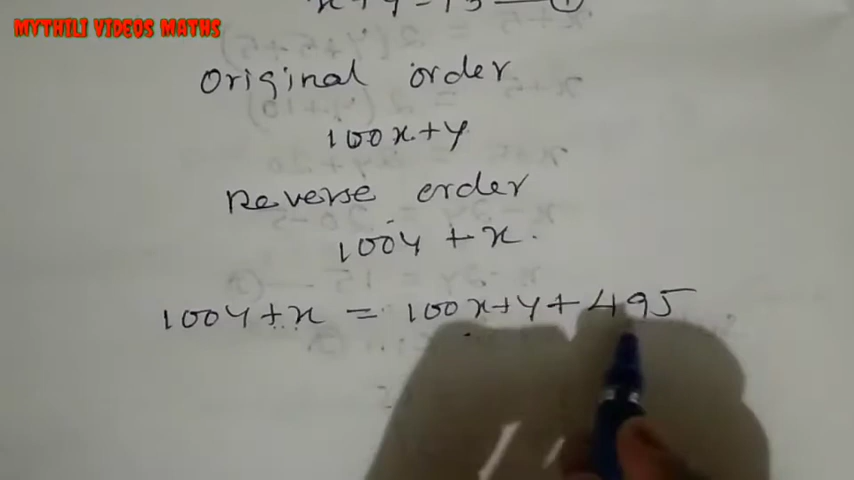 MYTHILI VIDEOS MATHS
Original order
100x+y
Reverse order
100y + x.
100y+x = 100x+y+495